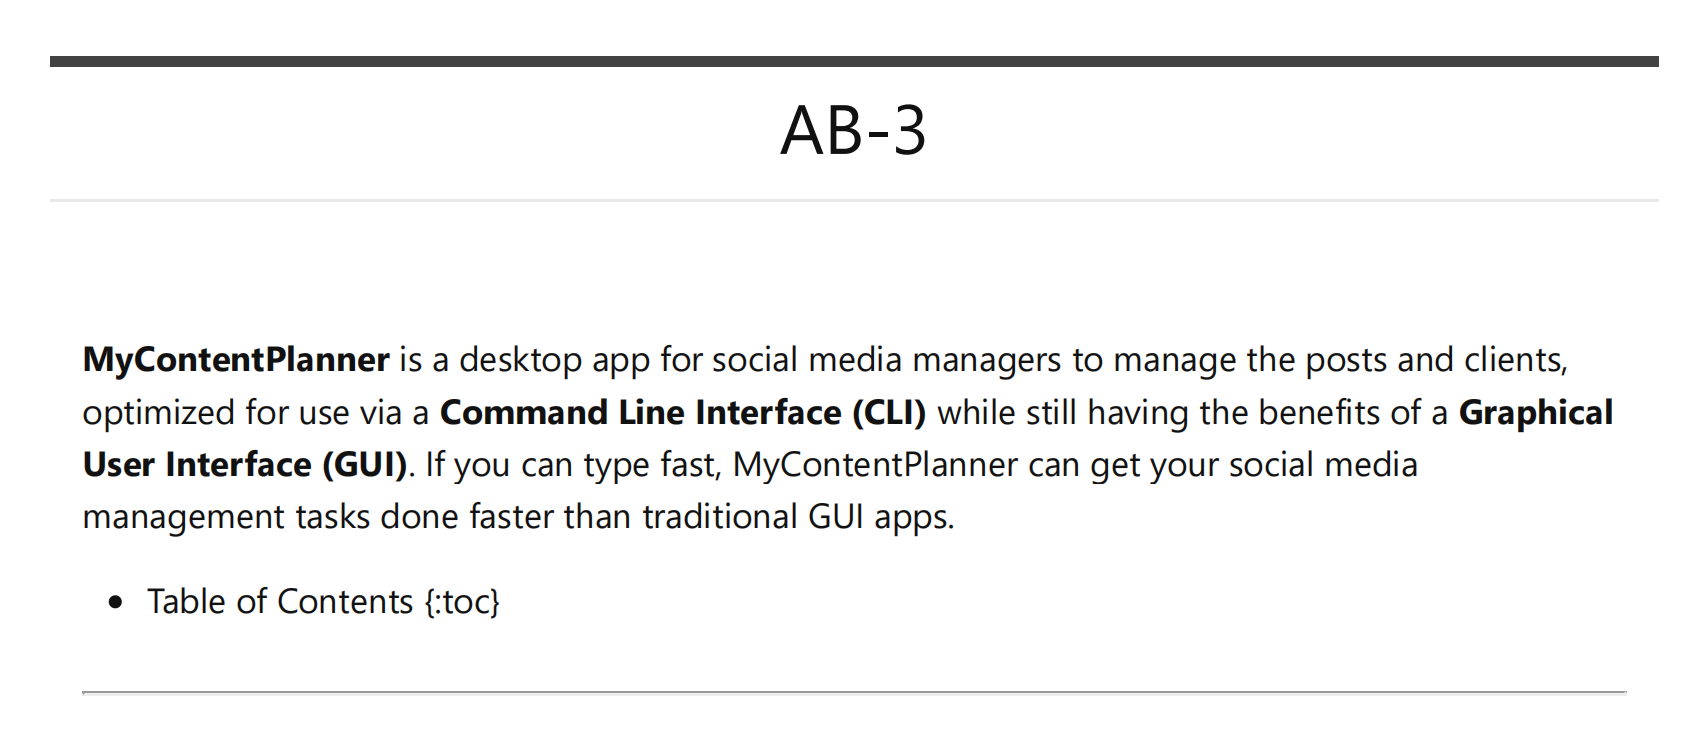 AB-3
MyContentPlanner is a desktop app for social media managers to manage the posts and clients,
optimized for use via a Command Line Interface (CLI) while still having the benefits of a Graphical
User Interface (GUI). If you can type fast, MyContentPlanner can get your social media
management tasks done faster than traditional GUI apps.
• Table of Contents {:toc}